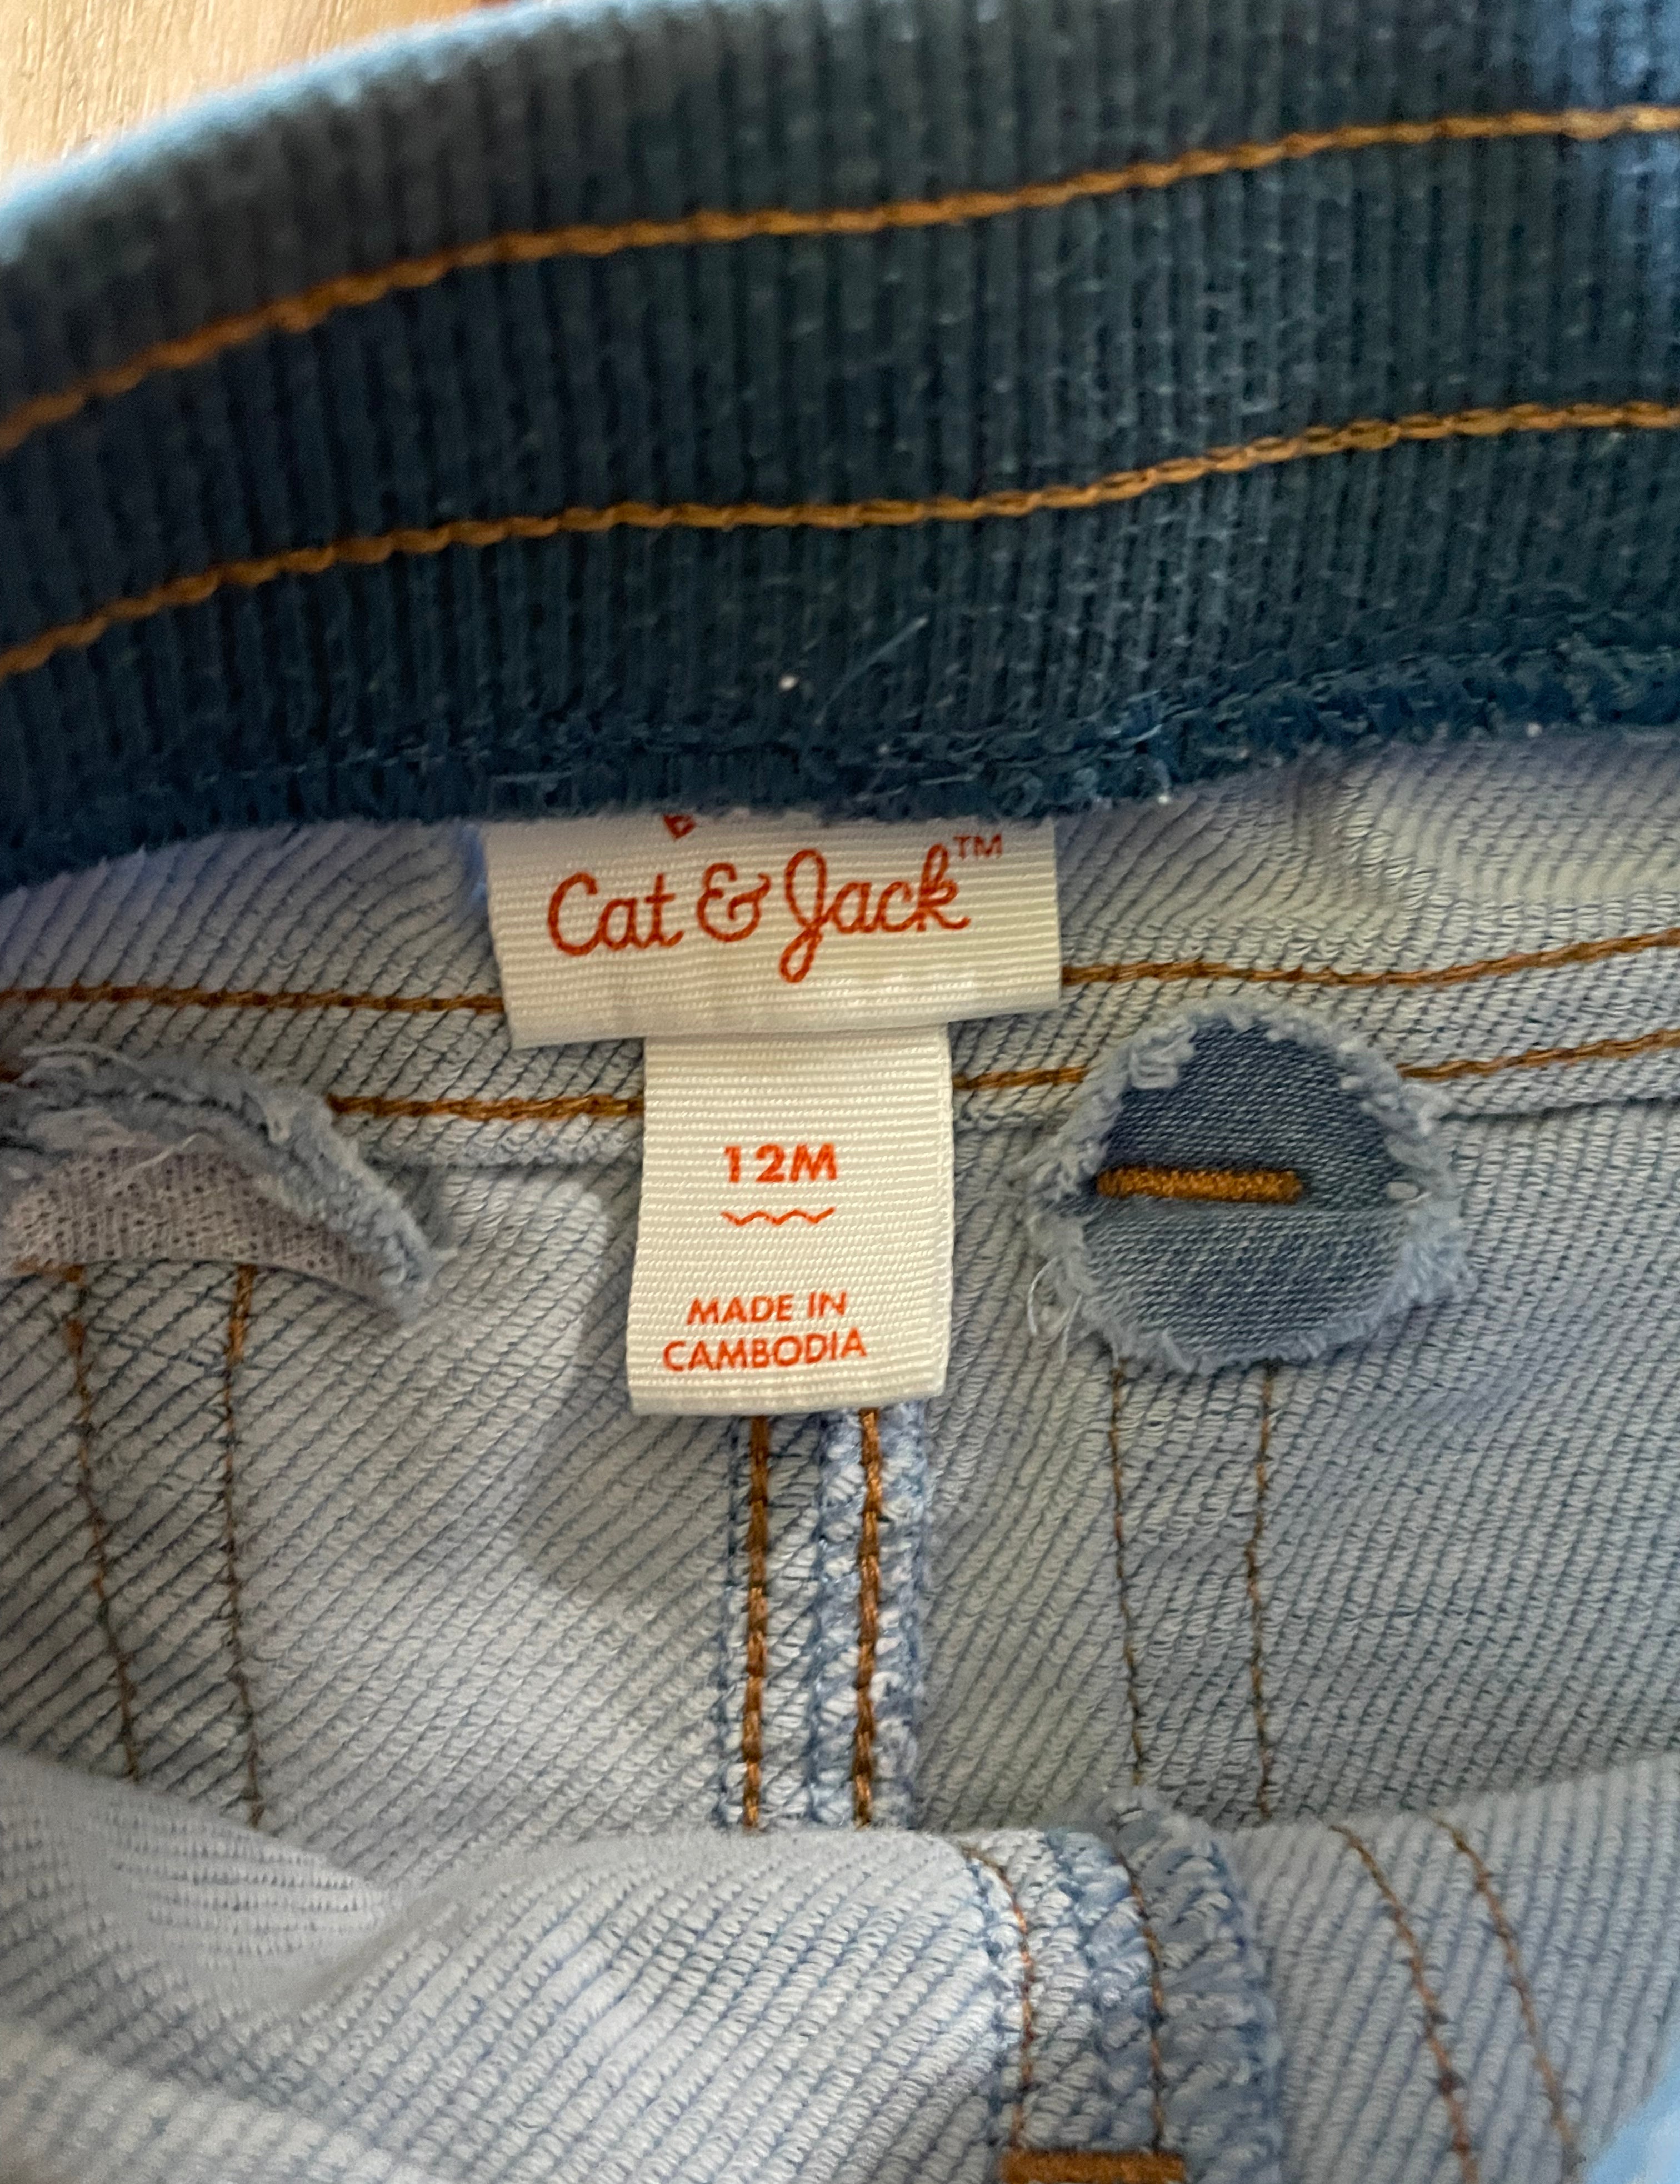 Cat & Jack™
12M
MADE IN
CAMBODIA